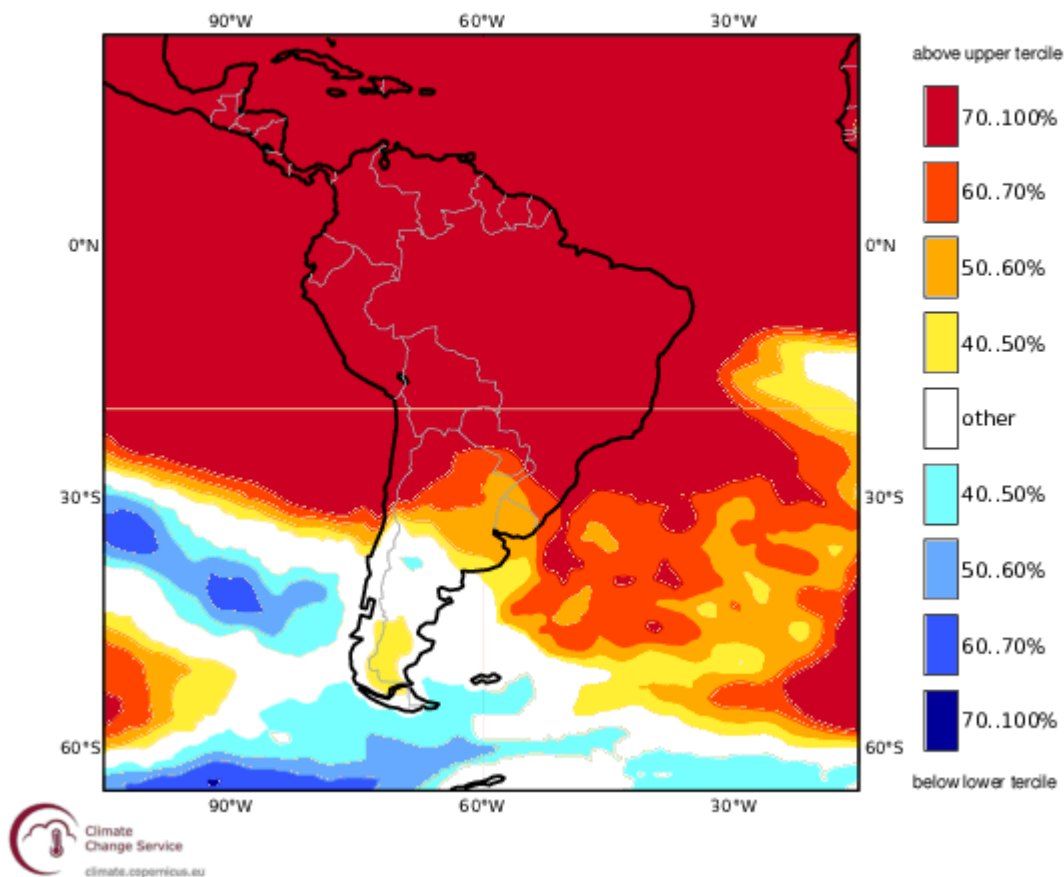 90°W 60°W 30°W
above upper tercile
70..100%
60..70%
0°N 0°N
50..60%
40..50%
other
30°S 30°S
40..50%
50..60%
60..70%
60°S 60°S
70..100%
below lower tercile
90°W 60°W 30°W
Climate
Change Service
climate.copernicus.eu